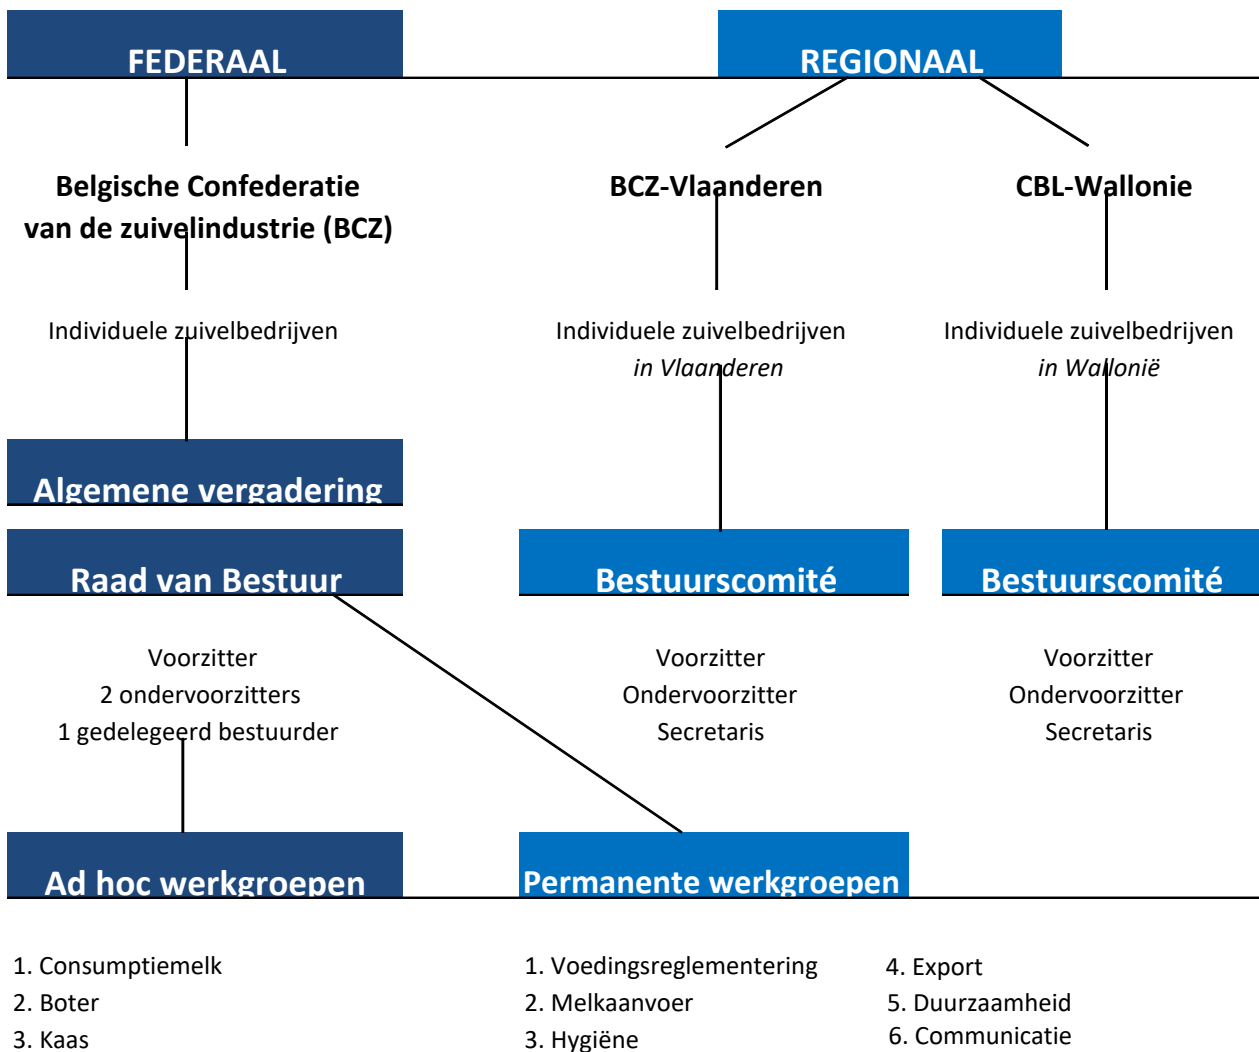 FEDERAAL
REGIONAAL
Belgische Confederatie
van de zuivelindustrie (BCZ)
BCZ-Vlaanderen
CBL-Wallonie
Individuele zuivelbedrijven
Individuele zuivelbedrijven
in Vlaanderen
Individuele zuivelbedrijven
in Wallonië
Algemene vergadering
Raad van Bestuur
Bestuurscomité
Bestuurscomité
Voorzitter
2 ondervoorzitters
1 gedelegeerd bestuurder
Voorzitter
Ondervoorzitter
Secretaris
Voorzitter
Ondervoorzitter
Secretaris
Ad hoc werkgroepen
Permanente werkgroepen
1. Consumptiemelk
2. Boter
3. Kaas
1. Voedingsreglementering
2. Melkaanvoer
3. Hygiëne
4. Export
5. Duurzaamheid
6. Communicatie